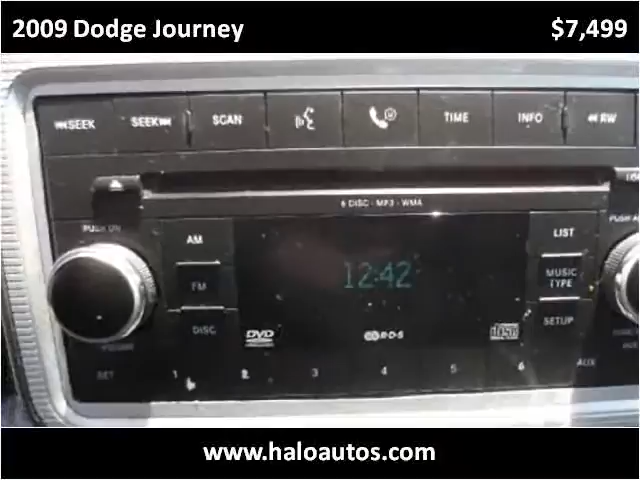 2009 Dodge Journey $7,499
SEEK SEEK SCAN TIME INFO RW
6 DISC - MP3 - WMA
PUSH ON
AM LIST
FM MUSIC TYPE
12:42
DISC SETUP
DVD RDS
SET 1 2 3 4 5 6 AUX
www.haloautos.com